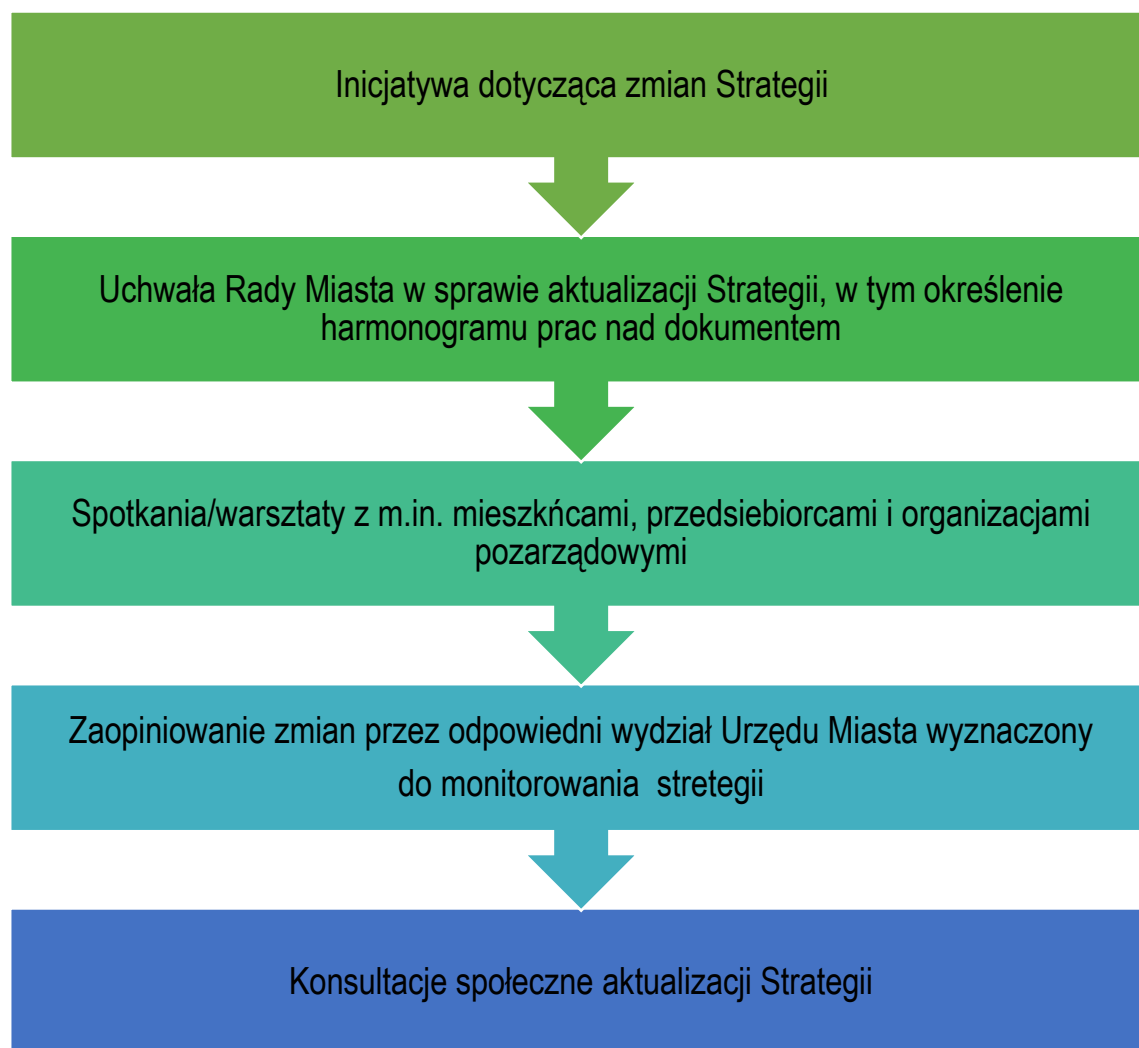 Inicjatywa dotycząca zmian Strategii
Uchwała Rady Miasta w sprawie aktualizacji Strategii, w tym określenie
harmonogramu prac nad dokumentem
Spotkania/warsztaty z m.in. mieszkńcami, przedsiebiorcami i organizacjami
pozarządowymi
Zaopiniowanie zmian przez odpowiedni wydział Urzędu Miasta wyznaczony
do monitorowania stretegii
Konsultacje społeczne aktualizacji Strategii